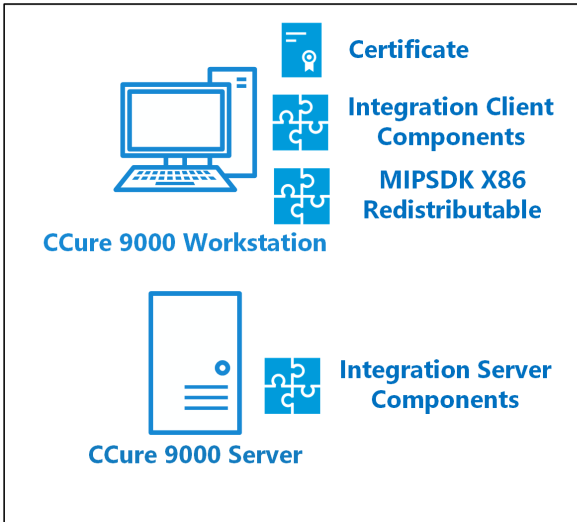 Certificate
Integration Client
Components
MIPSDK X86
Redistributable
CCure 9000 Workstation
Integration Server
Components
CCure 9000 Server